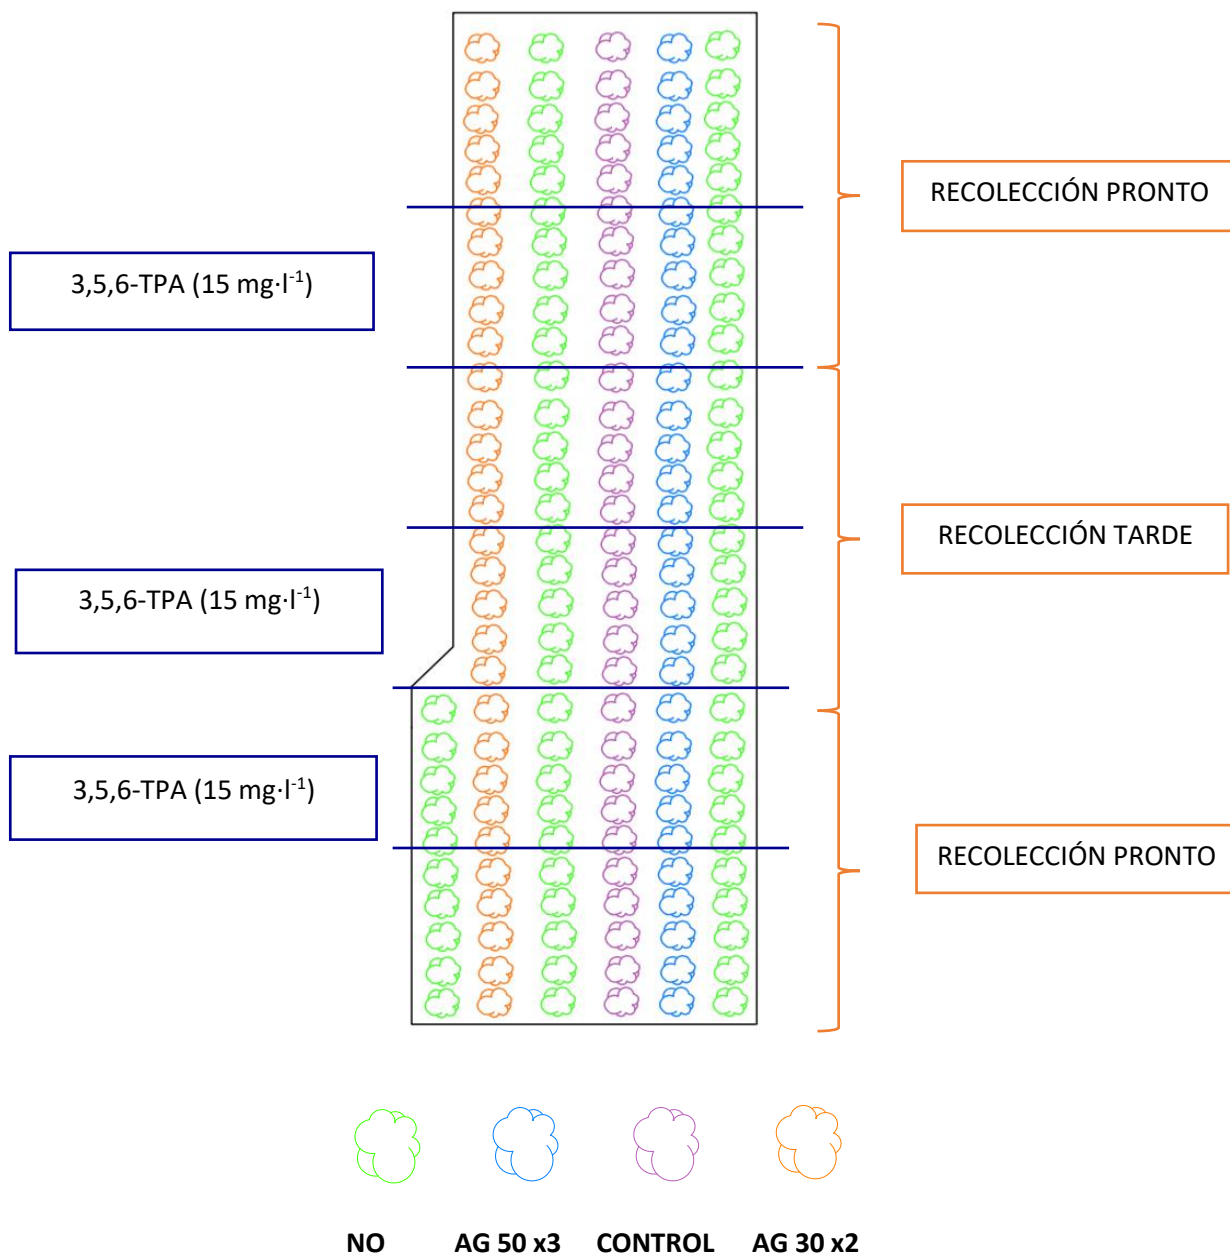 RECOLECCIÓN PRONTO
3,5,6-TPA (15 mg·l⁻¹)
RECOLECCIÓN TARDE
3,5,6-TPA (15 mg·l⁻¹)
3,5,6-TPA (15 mg·l⁻¹)
RECOLECCIÓN PRONTO
NO AG 50 x3 CONTROL AG 30 x2